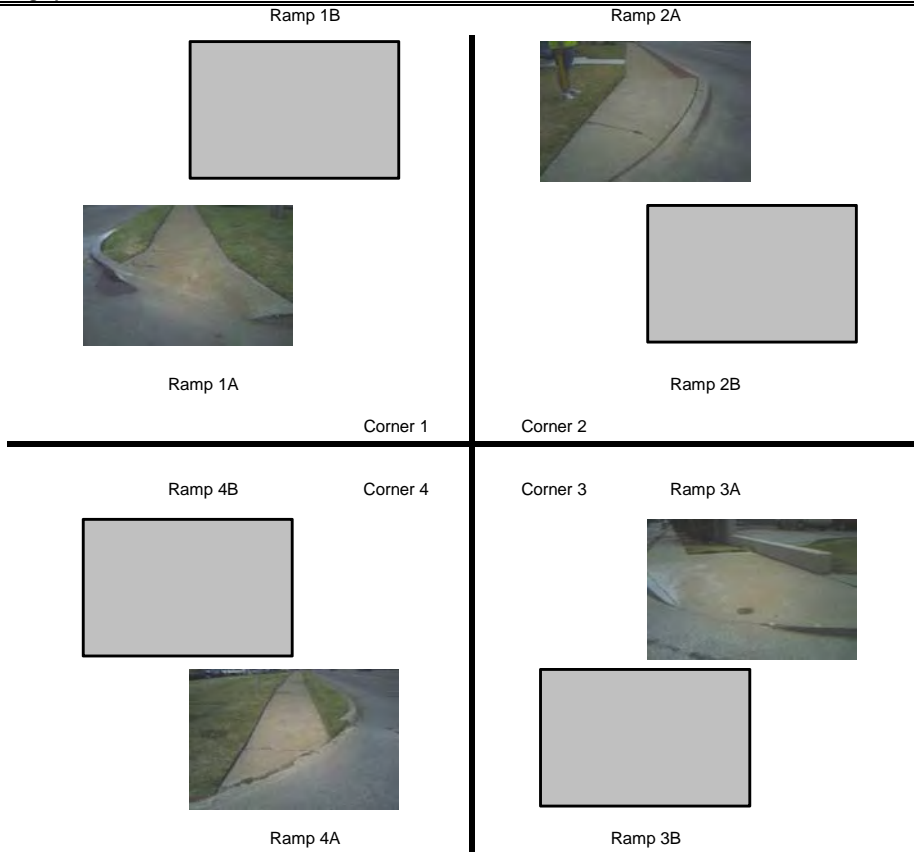 Ramp 1B
Ramp 2A
Ramp 1A
Ramp 2B
Corner 1
Corner 2
Ramp 4B
Corner 4
Corner 3
Ramp 3A
Ramp 4A
Ramp 3B